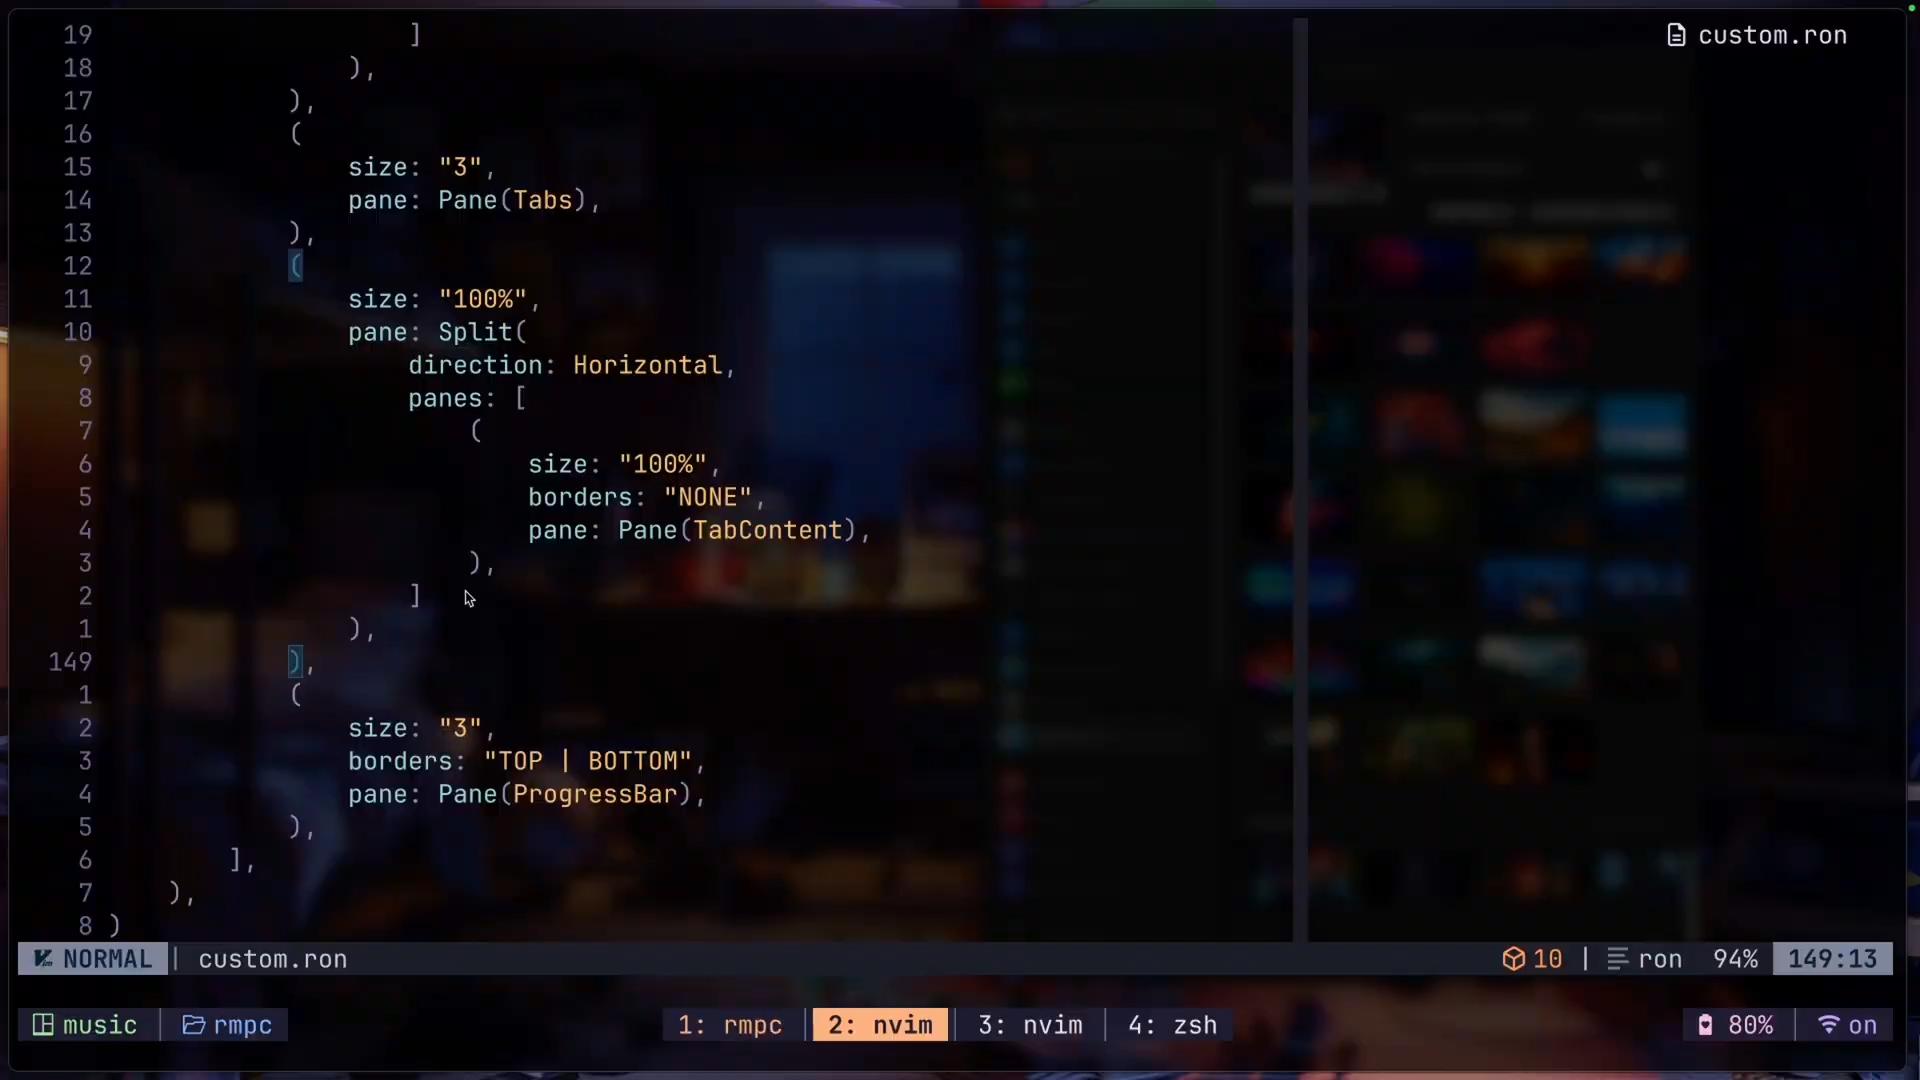 custom.ron
19 ]
18 ),
17 ),
16 (
15 size: "3",
14 pane: Pane(Tabs),
13 ),
12 (
11 size: "100%",
10 pane: Split(
9 direction: Horizontal,
8 panes: [
7 (
6 size: "100%",
5 borders: "NONE",
4 pane: Pane(TabContent),
3 ),
2 ]
1 ),
149 ),
1 (
2 size: "3",
3 borders: "TOP | BOTTOM",
4 pane: Pane(ProgressBar),
5 ),
6 ],
7 ),
8 )
NORMAL | custom.ron 10 | ron 94% 149:13
music | rmpc 1: rmpc | 2: nvim | 3: nvim | 4: zsh 80% | on